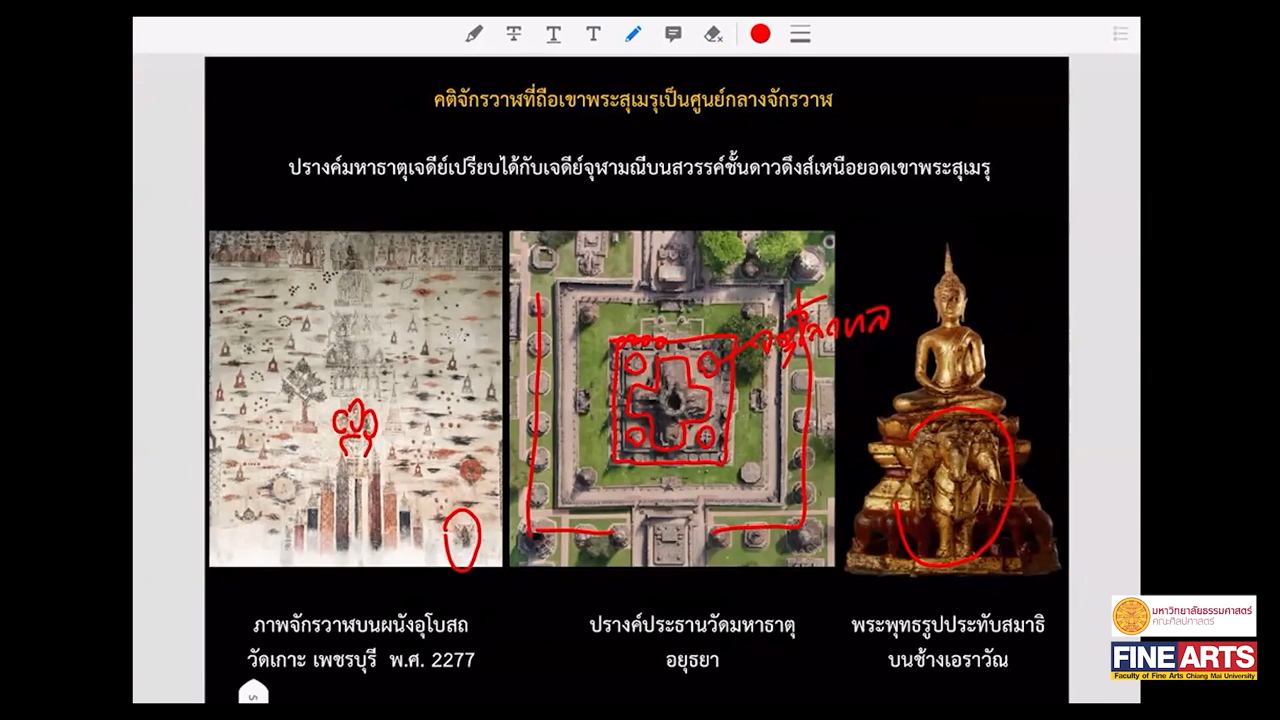 คติจักรวาฬที่ถือเขาพระสุเมรุเป็นศูนย์กลางจักรวาฬ
ปรางค์มหาธาตุเจดีย์เปรียบได้กับเจดีย์จุฬามณีบนสวรรค์ชั้นดาวดึงส์เหนือยอดเขาพระสุเมรุ
ภาพจักรวาฬบนผนังอุโบสถ
วัดเกาะ เพชรบุรี พ.ศ. 2277
ปรางค์ประธานวัดมหาธาตุ
อยุธยา
พระพุทธรูปประทับสมาธิ
บนช้างเอราวัณ
มหาวิทยาลัยธรรมศาสตร์
คณะศิลปศาสตร์
FINE ARTS
Faculty of Fine Arts Chiang Mai University